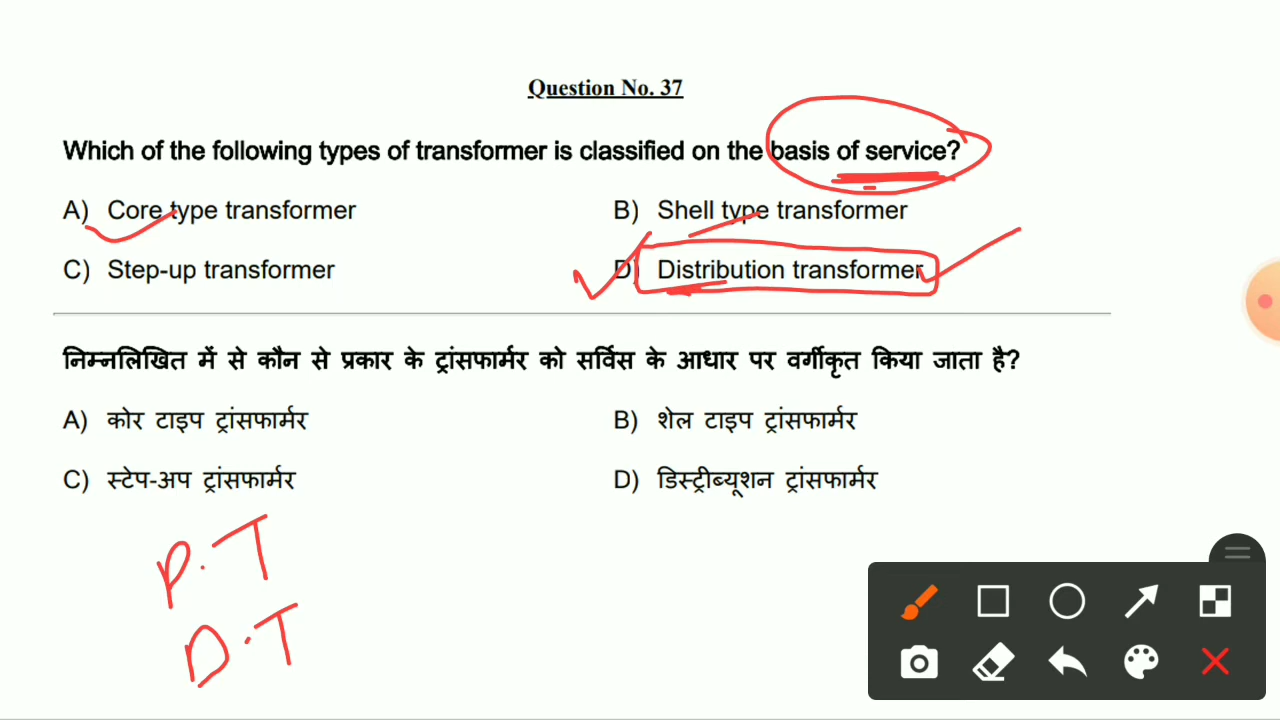 Question No. 37
Which of the following types of transformer is classified on the basis of service?
A) Core type transformer B) Shell type transformer
C) Step-up transformer D) Distribution transformer
निम्नलिखित में से कौन से प्रकार के ट्रांसफार्मर को सर्विस के आधार पर वर्गीकृत किया जाता है?
A) कोर टाइप ट्रांसफार्मर B) शेल टाइप ट्रांसफार्मर
C) स्टेप-अप ट्रांसफार्मर D) डिस्ट्रीब्यूशन ट्रांसफार्मर
P.T
D.T